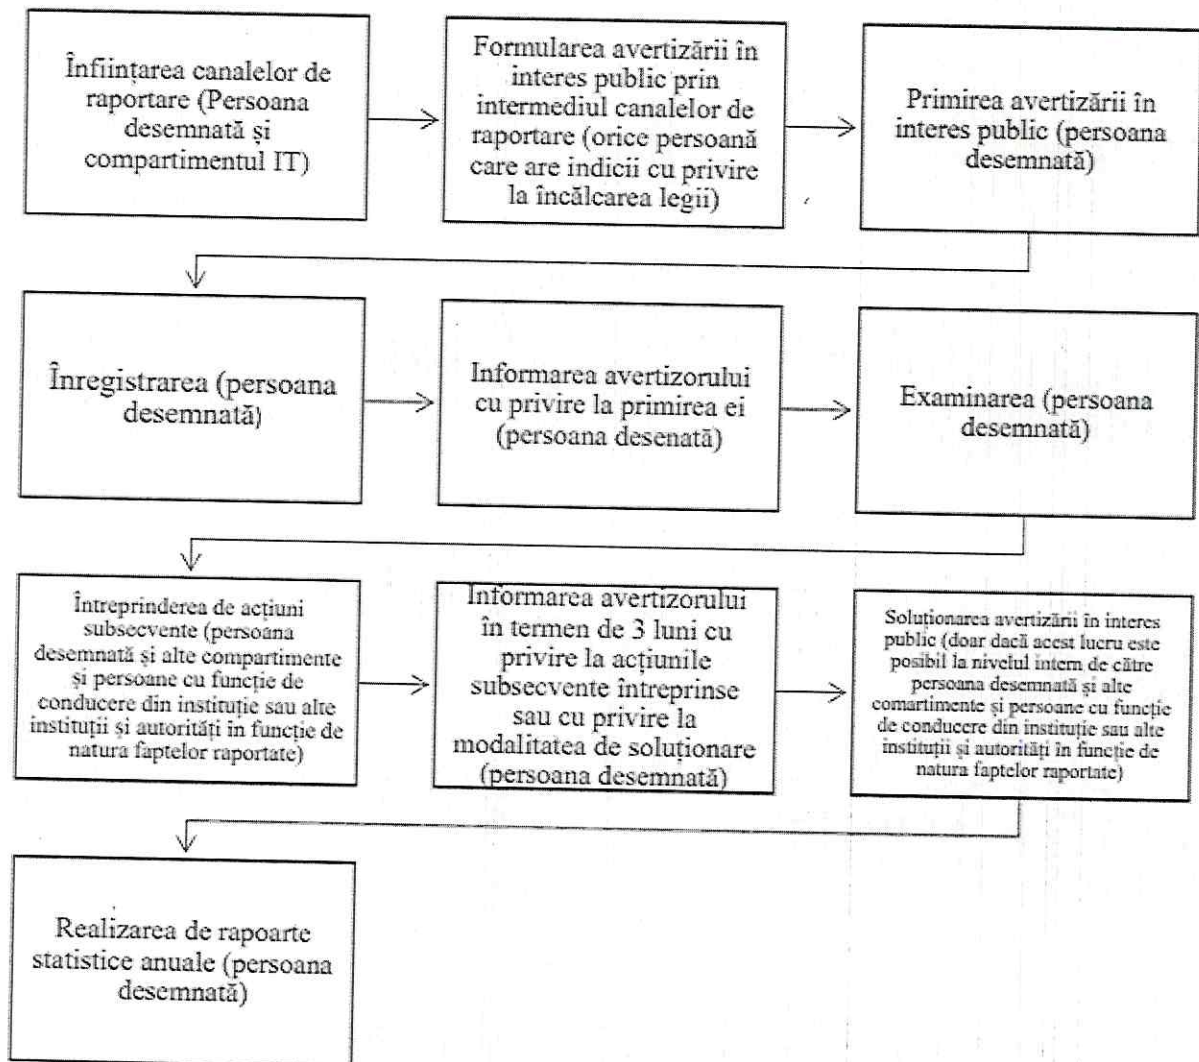 Înființarea canalelor de
raportare (Persoana
desemnată și
compartimentul IT)
Formularea avertizării în
interes public prin
intermediul canalelor de
raportare (orice persoană
care are indicii cu privire
la încălcarea legii)
Primirea avertizării în
interes public (persoana
desemnată)
Înregistrarea (persoana
desemnată)
Informarea avertizorului
cu privire la primirea ei
(persoana desenată)
Examinarea (persoana
desemnată)
Întreprinderea de acțiuni
subsecvente (persoana
desemnată și alte compartimente
și persoane cu funcție de
conducere din instituție sau alte
instituții și autorități în funcție de
natura faptelor raportate)
Informarea avertizorului
în termen de 3 luni cu
privire la acțiunile
subsecvente întreprinse
sau cu privire la
modalitatea de soluționare
(persoana desemnată)
Soluționarea avertizării în interes
public (doar dacă acest lucru este
posibil la nivelul intern de către
persoana desemnată și alte
comartimente și persoane cu funcție
de conducere din instituție sau alte
instituții și autorități în funcție de
natura faptelor raportate)
Realizarea de rapoarte
statistice anuale (persoana
desemnată)